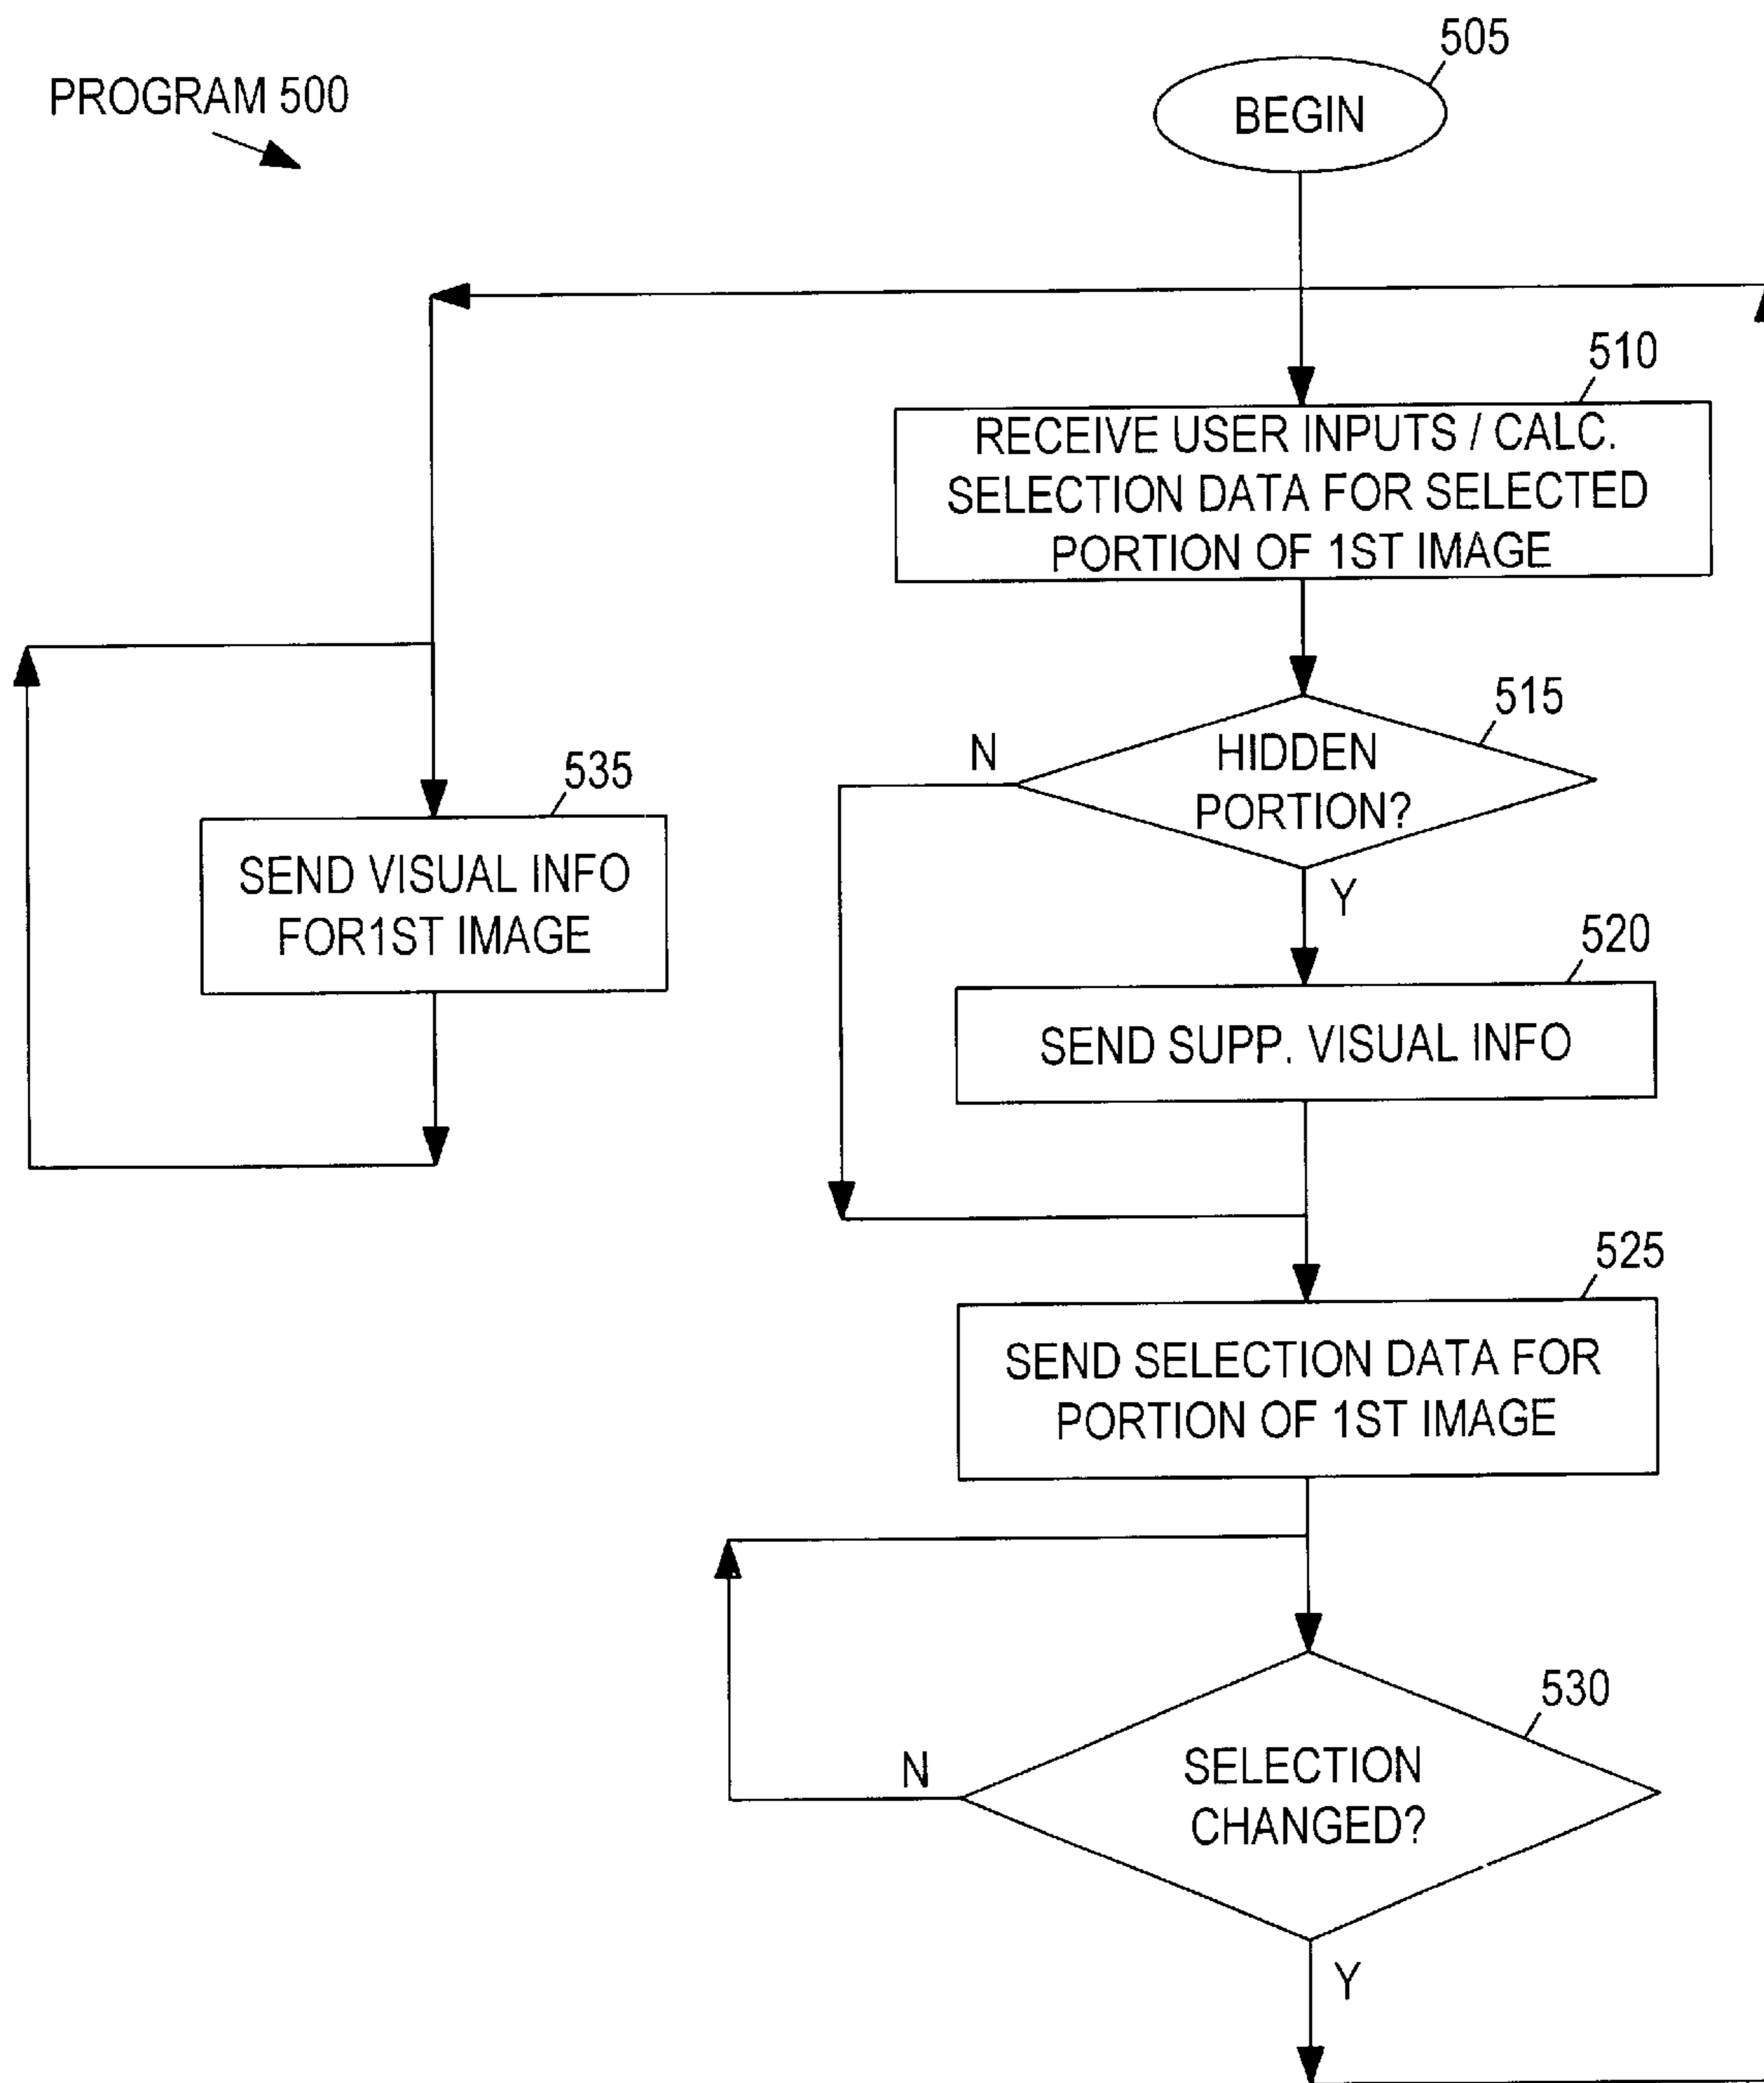 PROGRAM 500
505
BEGIN
510
RECEIVE USER INPUTS / CALC.
SELECTION DATA FOR SELECTED
PORTION OF 1ST IMAGE
515
HIDDEN
PORTION?
N
Y
535
SEND VISUAL INFO
FOR1ST IMAGE
520
SEND SUPP. VISUAL INFO
525
SEND SELECTION DATA FOR
PORTION OF 1ST IMAGE
530
SELECTION
CHANGED?
N
Y